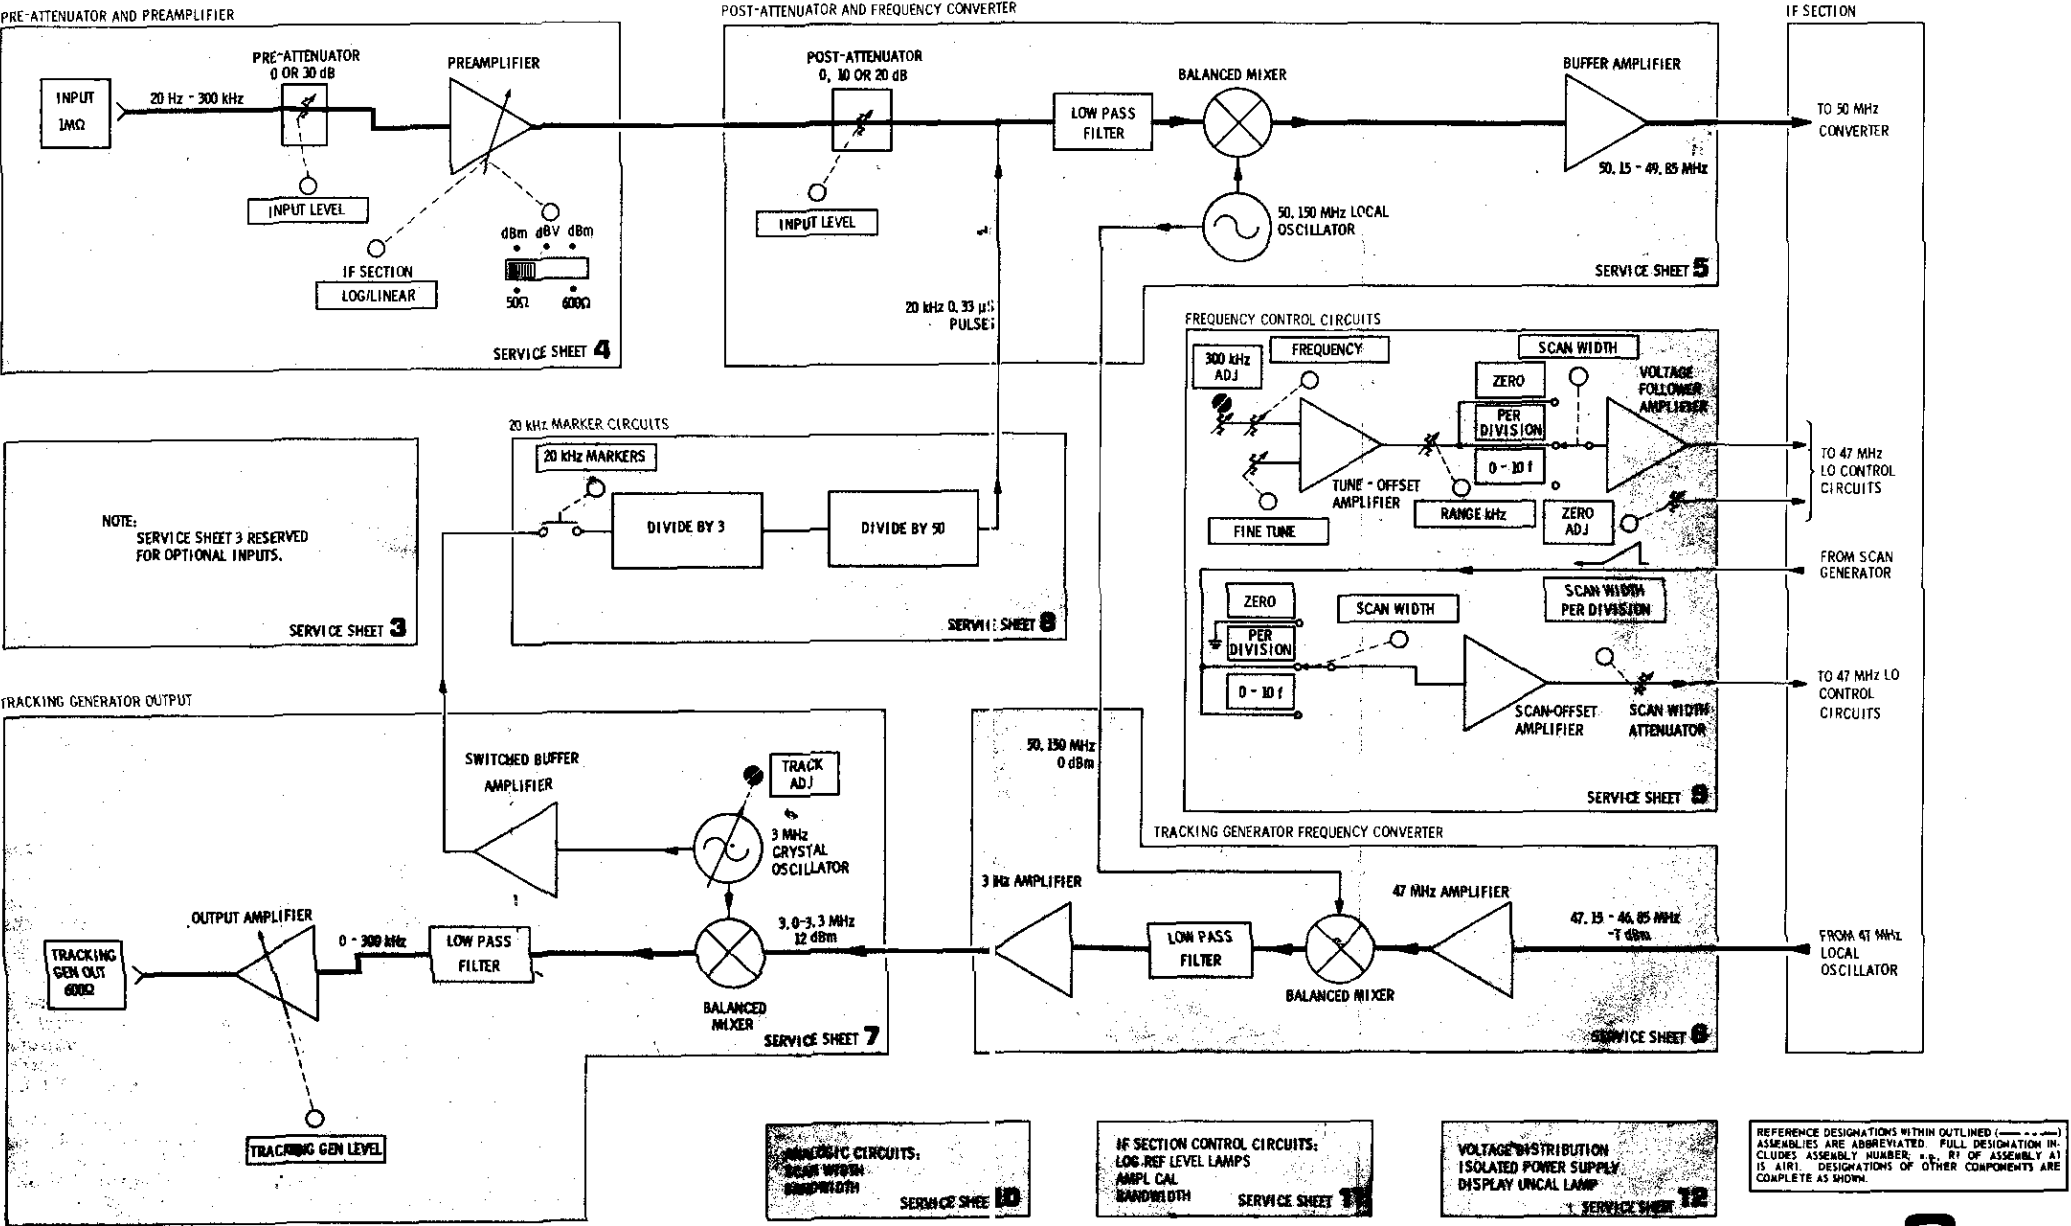 PRE-ATTENUATOR AND PREAMPLIFIER
INPUT
1MΩ
20 Hz - 300 kHz
PRE-ATTENUATOR
0 OR 30 dB
PREAMPLIFIER
INPUT LEVEL
IF SECTION
LOG/LINEAR
dBm dBV dBm
50Ω 600Ω
SERVICE SHEET 4
POST-ATTENUATOR AND FREQUENCY CONVERTER
POST-ATTENUATOR
0, 10 OR 20 dB
INPUT LEVEL
LOW PASS
FILTER
BALANCED MIXER
50.150 MHz LOCAL
OSCILLATOR
BUFFER AMPLIFIER
50.15 - 49.85 MHz
20 kHz 0.33 µS
PULSE
SERVICE SHEET 5
IF SECTION
TO 50 MHz
CONVERTER
NOTE:
SERVICE SHEET 3 RESERVED
FOR OPTIONAL INPUTS.
SERVICE SHEET 3
20 kHz MARKER CIRCUITS
20 kHz MARKERS
DIVIDE BY 3
DIVIDE BY 50
SERVICE SHEET 8
FREQUENCY CONTROL CIRCUITS
300 kHz
ADJ
FREQUENCY
SCAN WIDTH
ZERO
PER
DIVISION
0 - 10 f
VOLTAGE
FOLLOWER
AMPLIFIER
TUNE - OFFSET
AMPLIFIER
FINE TUNE
RANGE kHz
ZERO
ADJ
TO 47 MHz
LO CONTROL
CIRCUITS
FROM SCAN
GENERATOR
SCAN WIDTH
PER DIVISION
ZERO
PER
DIVISION
0 - 10 f
SCAN WIDTH
SCAN-OFFSET
AMPLIFIER
SCAN WIDTH
ATTENUATOR
TO 47 MHz LO
CONTROL
CIRCUITS
SERVICE SHEET 9
TRACKING GENERATOR OUTPUT
SWITCHED BUFFER
AMPLIFIER
TRACK
ADJ
3 MHz
CRYSTAL
OSCILLATOR
OUTPUT AMPLIFIER
TRACKING
GEN OUT
600Ω
0 - 300 kHz
LOW PASS
FILTER
BALANCED
MIXER
3.0-3.3 MHz
12 dBm
TRACKING GEN LEVEL
SERVICE SHEET 7
50.150 MHz
0 dBm
TRACKING GENERATOR FREQUENCY CONVERTER
3 MHz AMPLIFIER
LOW PASS
FILTER
BALANCED MIXER
47 MHz AMPLIFIER
47.15 - 46.85 MHz
-7 dBm
FROM 47 MHz
LOCAL
OSCILLATOR
SERVICE SHEET 6
ANALOGIC CIRCUITS:
SCAN WIDTH
BANDWIDTH
SERVICE SHEE 10
IF SECTION CONTROL CIRCUITS:
LOG REF LEVEL LAMPS
AMPL CAL
BANDWIDTH
SERVICE SHEET 11
VOLTAGE DISTRIBUTION
ISOLATED POWER SUPPLY
DISPLAY UNCAL LAMP
SERVICE SHEET 12
REFERENCE DESIGNATIONS WITHIN OUTLINED (— - - —)
ASSEMBLIES ARE ABBREVIATED. FULL DESIGNATION IN-
CLUDES ASSEMBLY NUMBER; e.g., R1 OF ASSEMBLY A1
IS A1R1. DESIGNATIONS OF OTHER COMPONENTS ARE
COMPLETE AS SHOWN.